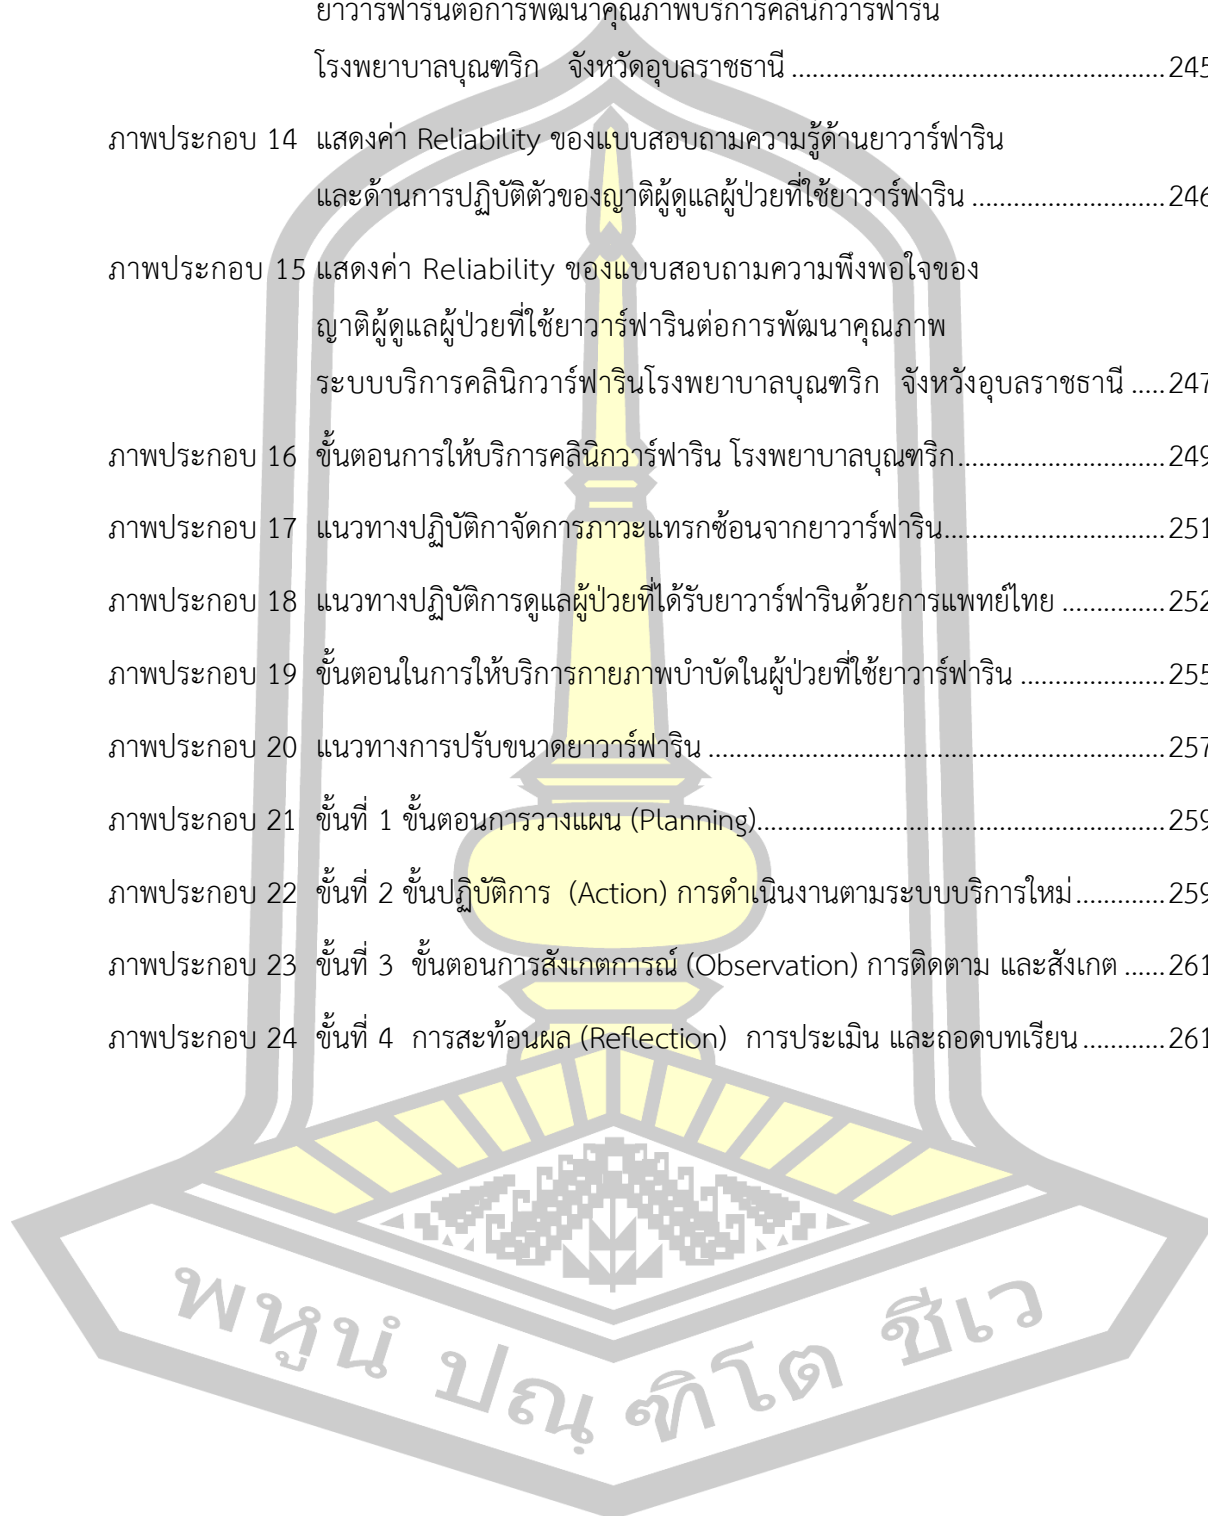 ยาวาร์ฟารินต่อการพัฒนาคุณภาพบริการคลินิกวาร์ฟาริน
โรงพยาบาลบุณฑริก จังหวัดอุบลราชธานี ........................................................ 245
ภาพประกอบ 14 แสดงค่า Reliability ของแบบสอบถามความรู้ด้านยาวาร์ฟาริน
และด้านการปฏิบัติตัวของญาติผู้ดูแลผู้ป่วยที่ใช้ยาวาร์ฟาริน ............................. 246
ภาพประกอบ 15 แสดงค่า Reliability ของแบบสอบถามความพึงพอใจของ
ญาติผู้ดูแลผู้ป่วยที่ใช้ยาวาร์ฟารินต่อการพัฒนาคุณภาพ
ระบบบริการคลินิกวาร์ฟารินโรงพยาบาลบุณฑริก จังหวังอุบลราชธานี ..... 247
ภาพประกอบ 16 ขั้นตอนการให้บริการคลินิกวาร์ฟาริน โรงพยาบาลบุณฑริก ............................... 249
ภาพประกอบ 17 แนวทางปฏิบัติกาจัดการภาวะแทรกซ้อนจากยาวาร์ฟาริน ................................. 251
ภาพประกอบ 18 แนวทางปฏิบัติการดูแลผู้ป่วยที่ได้รับยาวาร์ฟารินด้วยการแพทย์ไทย ................ 252
ภาพประกอบ 19 ขั้นตอนในการให้บริการกายภาพบำบัดในผู้ป่วยที่ใช้ยาวาร์ฟาริน ...................... 255
ภาพประกอบ 20 แนวทางการปรับขนาดยาวาร์ฟาริน .................................................................... 257
ภาพประกอบ 21 ขั้นที่ 1 ขั้นตอนการวางแผน (Planning) ............................................................. 259
ภาพประกอบ 22 ขั้นที่ 2 ขั้นปฏิบัติการ (Action) การดำเนินงานตามระบบบริการใหม่ ............. 259
ภาพประกอบ 23 ขั้นที่ 3 ขั้นตอนการสังเกตการณ์ (Observation) การติดตาม และสังเกต ...... 261
ภาพประกอบ 24 ขั้นที่ 4 การสะท้อนผล (Reflection) การประเมิน และถอดบทเรียน ............ 261
พหูนํ ปณฺฑิโต ชีเว